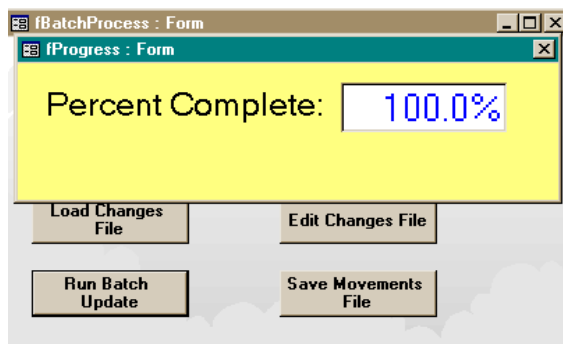 fBatchProcess : Form
fProgress : Form
Percent Complete: 100.0%
Load Changes
File
Edit Changes File
Run Batch
Update
Save Movements
File